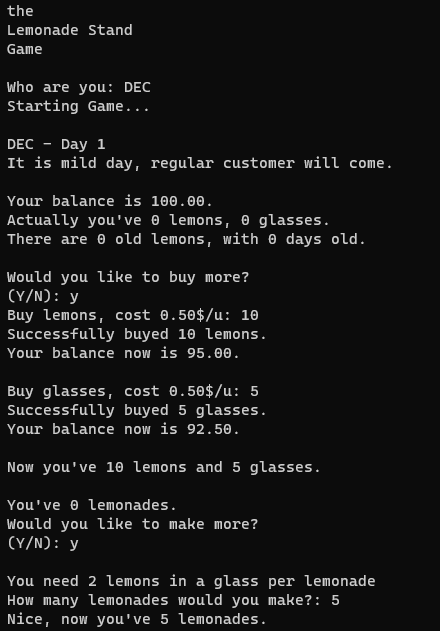 the
Lemonade Stand
Game
Who are you: DEC
Starting Game...
DEC - Day 1
It is mild day, regular customer will come.
Your balance is 100.00.
Actually you've 0 lemons, 0 glasses.
There are 0 old lemons, with 0 days old.
Would you like to buy more?
(Y/N): y
Buy lemons, cost 0.50$/u: 10
Successfully buyed 10 lemons.
Your balance now is 95.00.
Buy glasses, cost 0.50$/u: 5
Successfully buyed 5 glasses.
Your balance now is 92.50.
Now you've 10 lemons and 5 glasses.
You've 0 lemonades.
Would you like to make more?
(Y/N): y
You need 2 lemons in a glass per lemonade
How many lemonades would you make?: 5
Nice, now you've 5 lemonades.